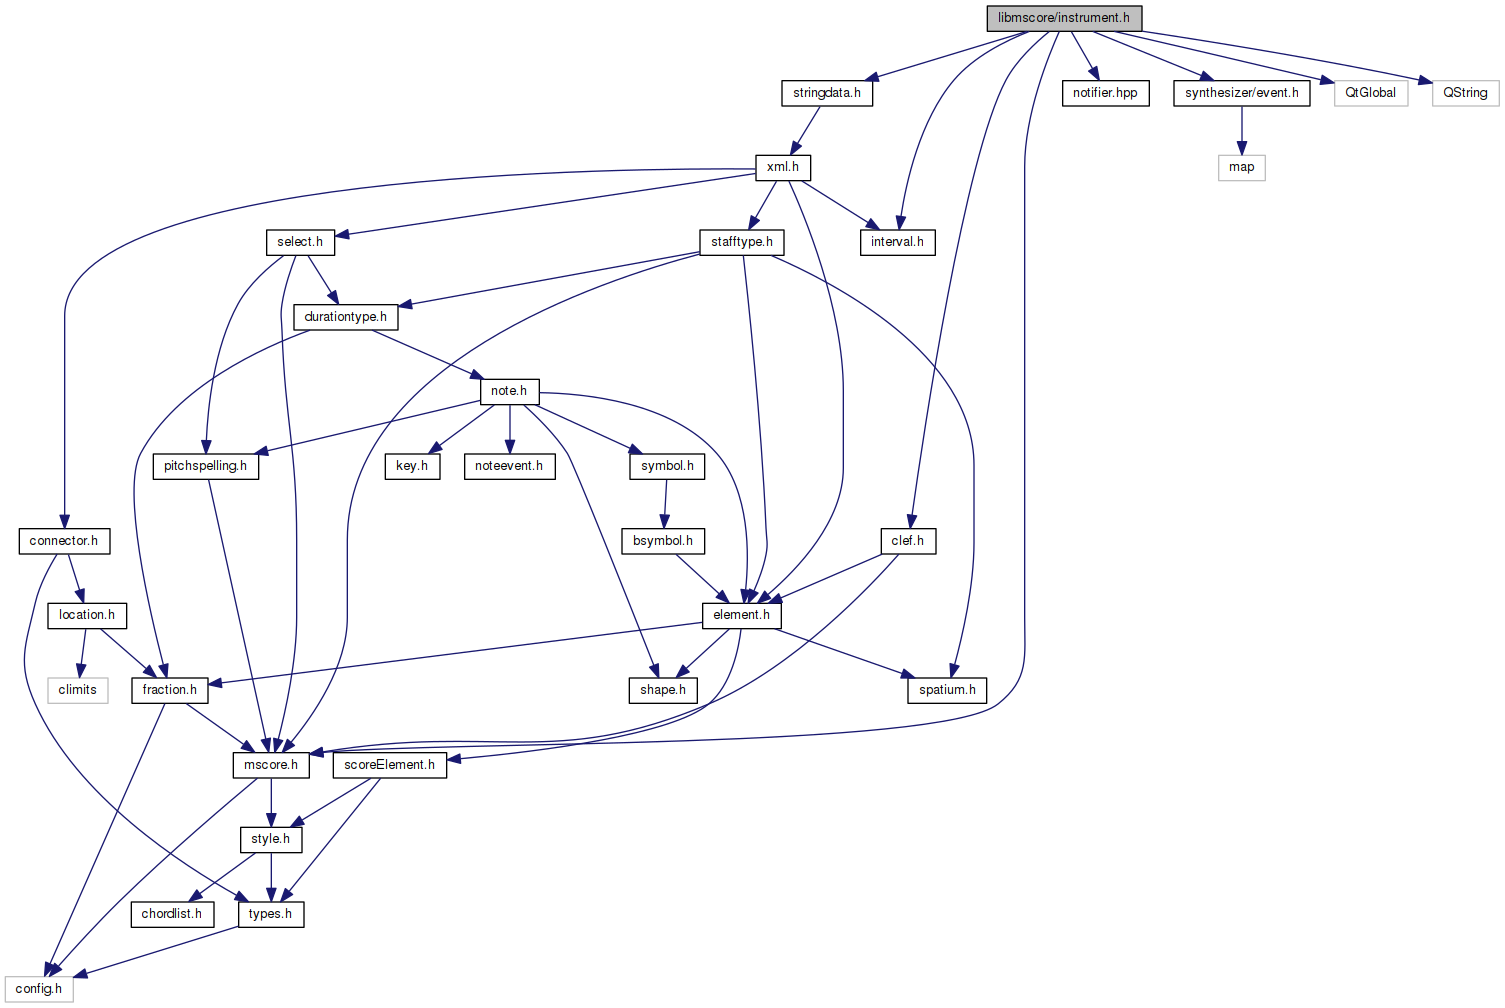 libmscore/instrument.h
stringdata.h
notifier.hpp
synthesizer/event.h
QtGlobal
QString
xml.h
map
select.h
stafftype.h
interval.h
durationtype.h
note.h
pitchspelling.h
key.h
noteevent.h
symbol.h
connector.h
bsymbol.h
clef.h
location.h
element.h
climits
fraction.h
shape.h
spatium.h
mscore.h
scoreElement.h
style.h
chordlist.h
types.h
config.h